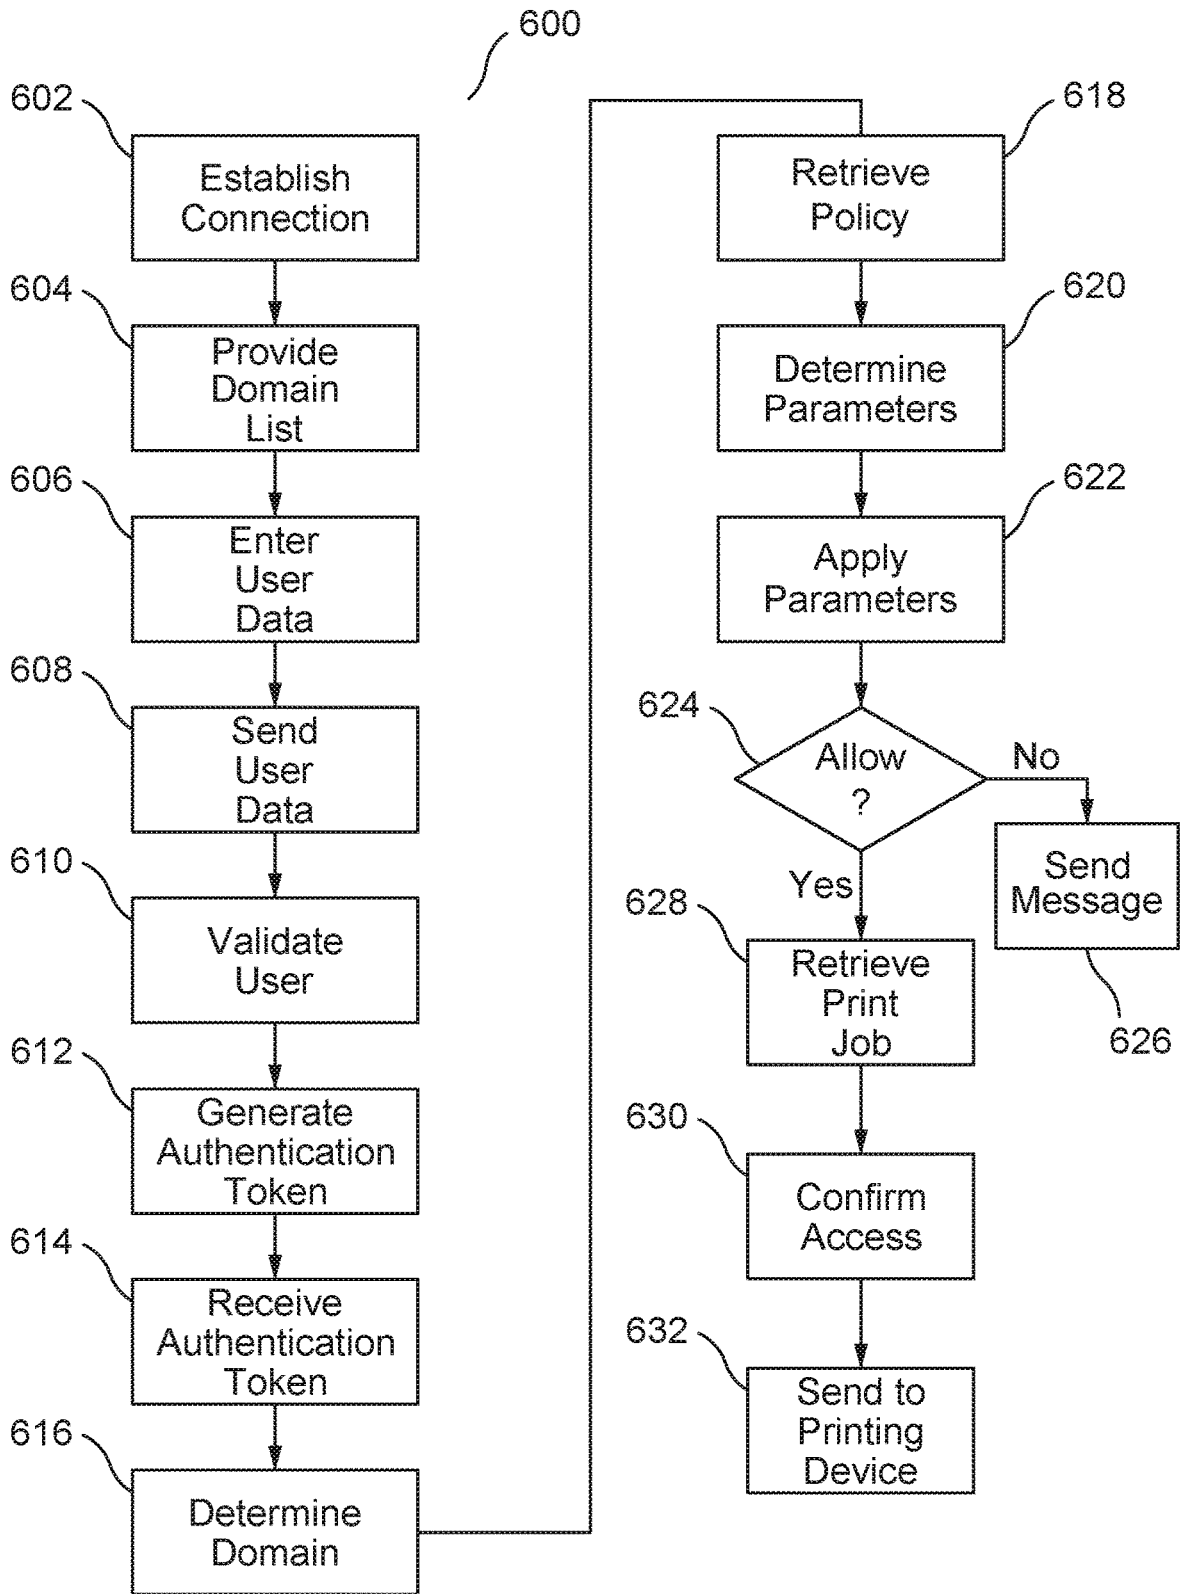 600
602
Establish
Connection
604
Provide
Domain
List
606
Enter
User
Data
608
Send
User
Data
610
Validate
User
612
Generate
Authentication
Token
614
Receive
Authentication
Token
616
Determine
Domain
618
Retrieve
Policy
620
Determine
Parameters
622
Apply
Parameters
624
Allow
?
No
Send
Message
626
Yes
628
Retrieve
Print
Job
630
Confirm
Access
632
Send to
Printing
Device